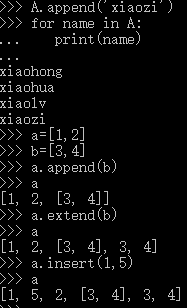 >>> A.append('xiaozi')
>>> for name in A:
...     print(name)
...
xiaohong
xiaohua
xiaolv
xiaozi
>>> a=[1,2]
>>> b=[3,4]
>>> a.append(b)
>>> a
[1, 2, [3, 4]]
>>> a.extend(b)
>>> a
[1, 2, [3, 4], 3, 4]
>>> a.insert(1,5)
>>> a
[1, 5, 2, [3, 4], 3, 4]